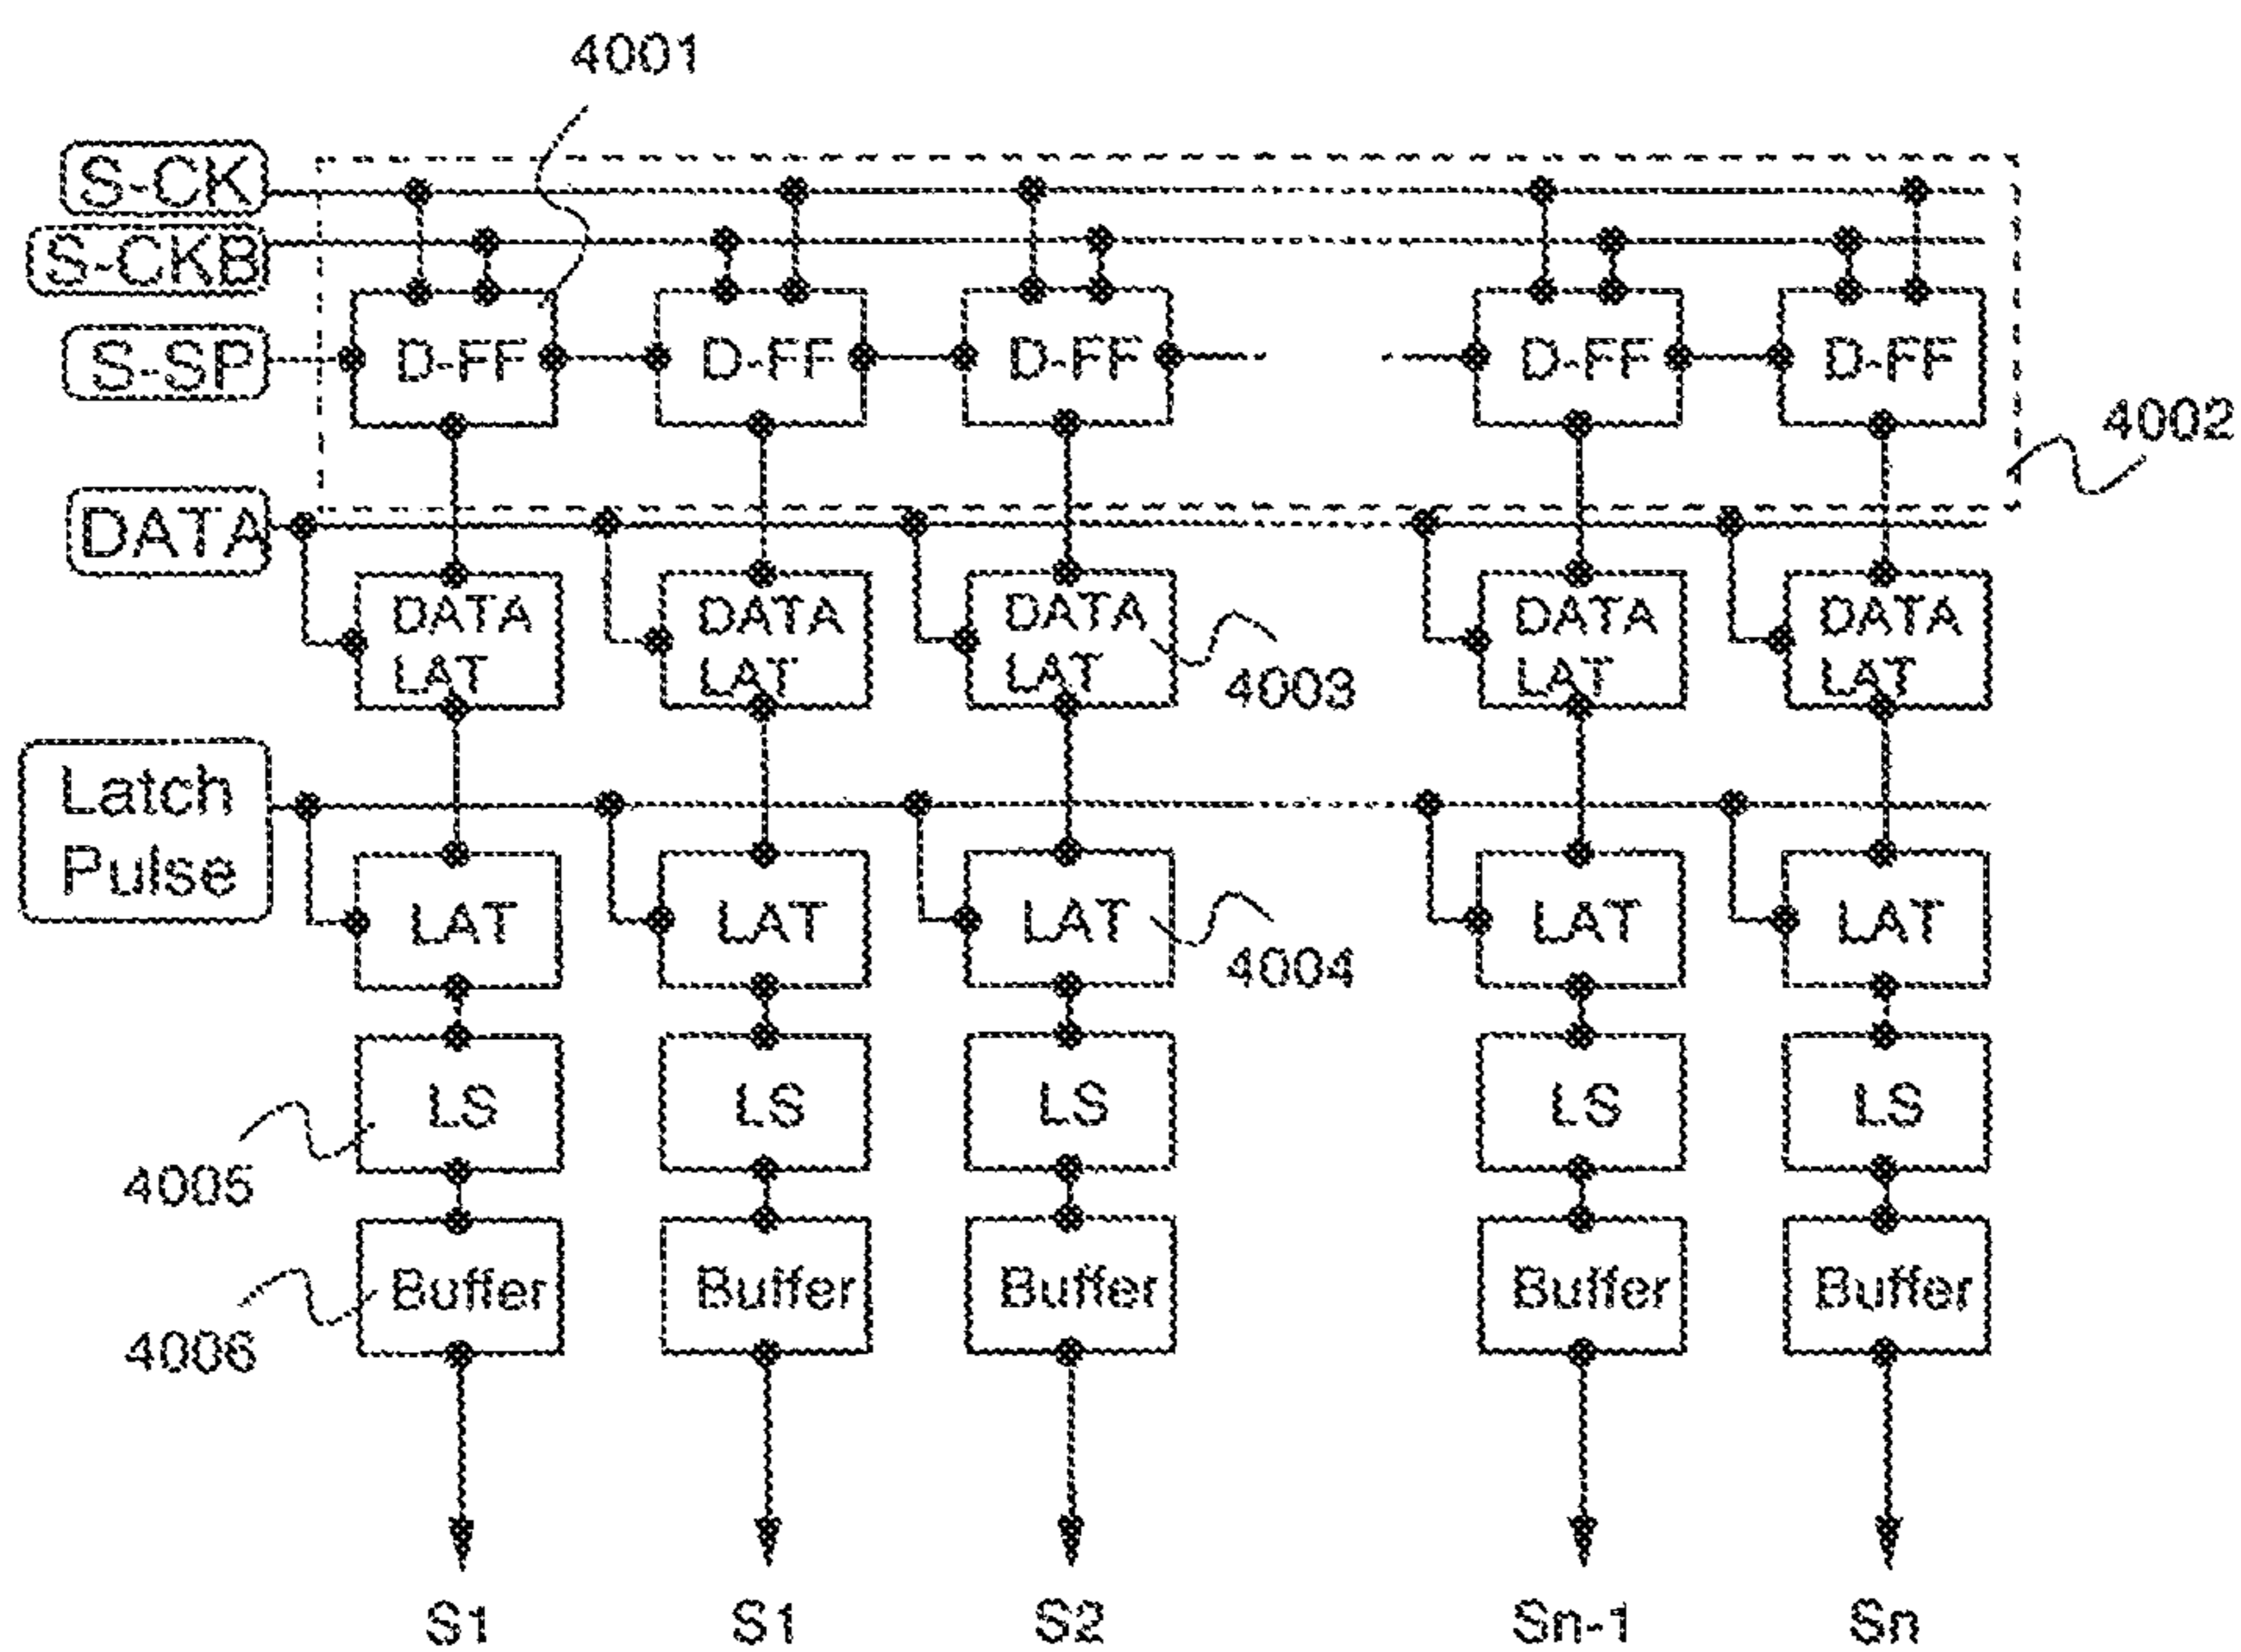 4001
S-CK
S-CKB
S-SP
D-FF D-FF D-FF D-FF D-FF
4002
DATA
DATA DATA DATA DATA DATA
LAT LAT LAT LAT LAT
4003
Latch
Pulse
LAT LAT LAT LAT LAT
4004
LS LS LS LS LS
4005
Buffer Buffer Buffer Buffer Buffer
4006
S1 S1 S2 Sn-1 Sn